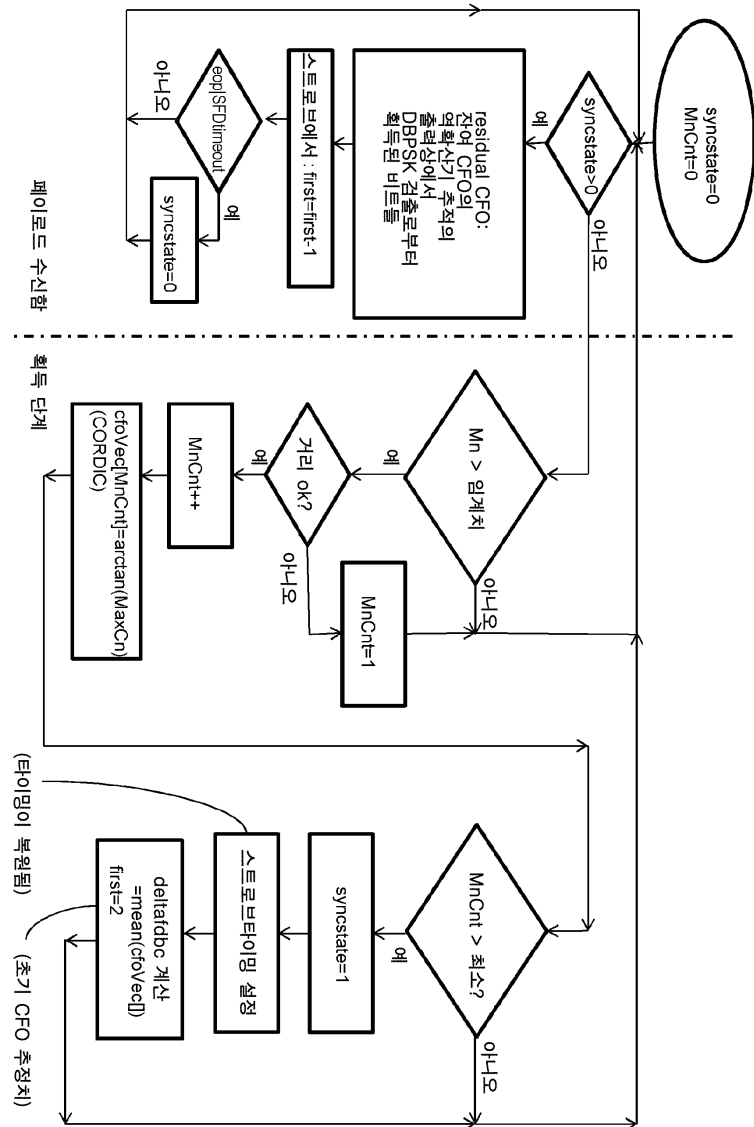 syncstate=0
MnCnt=0
syncstate>0
예
아니오
residual CFO:
잔여 CFO의
역확산기 추적의
출력상에서
DBPSK 검출로부터
획득된 비트들
스트로브에서 : first=first-1
eop|SFDtimeout
아니오
예
syncstate=0
페이로드 수신함
획득 단계
Mn > 임계치
아니오
예
거리
ok?
아니오
예
MnCnt=1
MnCnt++
cfoVec[MnCnt]=arctan(MaxCn)
(CORDIC)
MnCnt > 최소?
아니오
예
syncstate=1
스트로브타이밍 설정
deltafdbc 계산
=mean(cfoVec[])
first=2
(타이밍이 복원됨)
(초기 CFO 추정치)